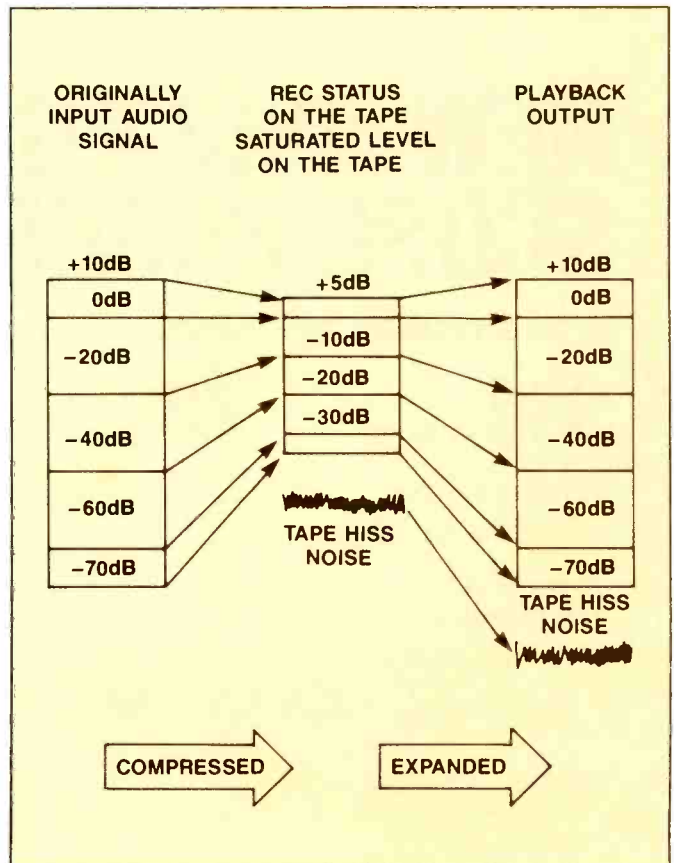 ORIGINALLY
INPUT AUDIO
SIGNAL
REC STATUS
ON THE TAPE
SATURATED LEVEL
ON THE TAPE
PLAYBACK
OUTPUT
+10dB
0dB
-20dB
-40dB
-60dB
-70dB
+5dB
-10dB
-20dB
-30dB
TAPE HISS
NOISE
+10dB
0dB
-20dB
-40dB
-60dB
-70dB
TAPE HISS
NOISE
COMPRESSED
EXPANDED